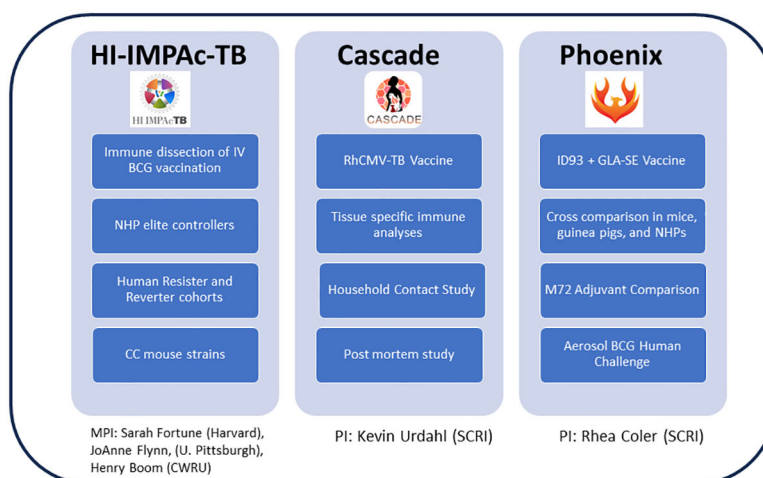 HI-IMPAc-TB
HI IMPAcTB
Immune dissection of IV
BCG vaccination
NHP elite controllers
Human Resister and
Reverter cohorts
CC mouse strains
MPI: Sarah Fortune (Harvard),
JoAnne Flynn, (U. Pittsburgh),
Henry Boom (CWRU)
Cascade
CASCADE
RhCMV-TB Vaccine
Tissue specific immune
analyses
Household Contact Study
Post mortem study
PI: Kevin Urdahl (SCRI)
Phoenix
ID93 + GLA-SE Vaccine
Cross comparison in mice,
guinea pigs, and NHPs
M72 Adjuvant Comparison
Aerosol BCG Human
Challenge
PI: Rhea Coler (SCRI)